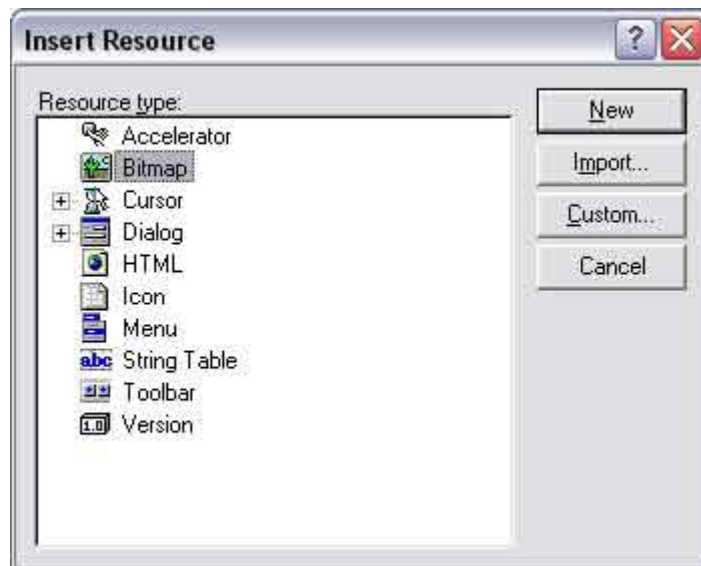 Insert Resource
Resource type:
Accelerator
Bitmap
Cursor
Dialog
HTML
Icon
Menu
abc String Table
Toolbar
1.0 Version
New
Import...
Custom...
Cancel